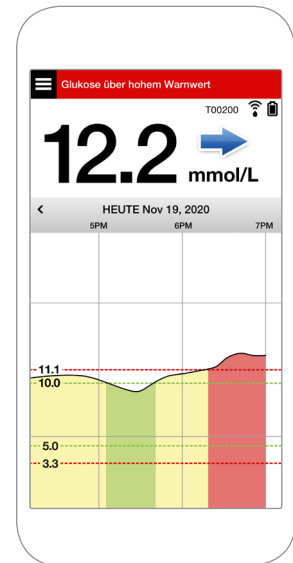 Glukose über hohem Warnwert
T00200
12.2
mmol/L
HEUTE Nov 19, 2020
5PM 6PM 7PM
11.1
10.0
5.0
3.3